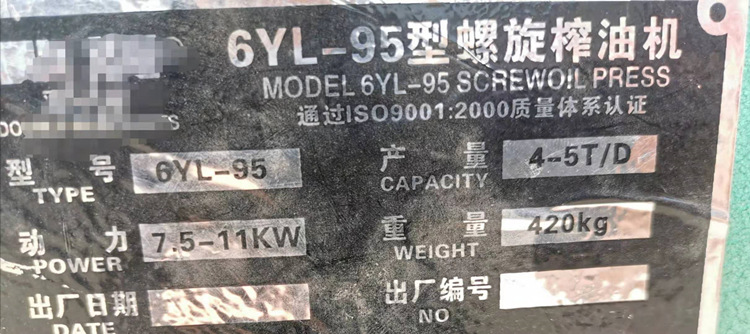 6YL-95型螺旋榨油机
MODEL 6YL-95 SCREWOIL PRESS
通过ISO9001:2000质量体系认证
型 号 6YL-95 产 量 4-5T/D
TYPE CAPACITY
动 力 7.5-11KW 重 量 420kg
POWER WEIGHT
出厂日期 出厂编号
DATE NO